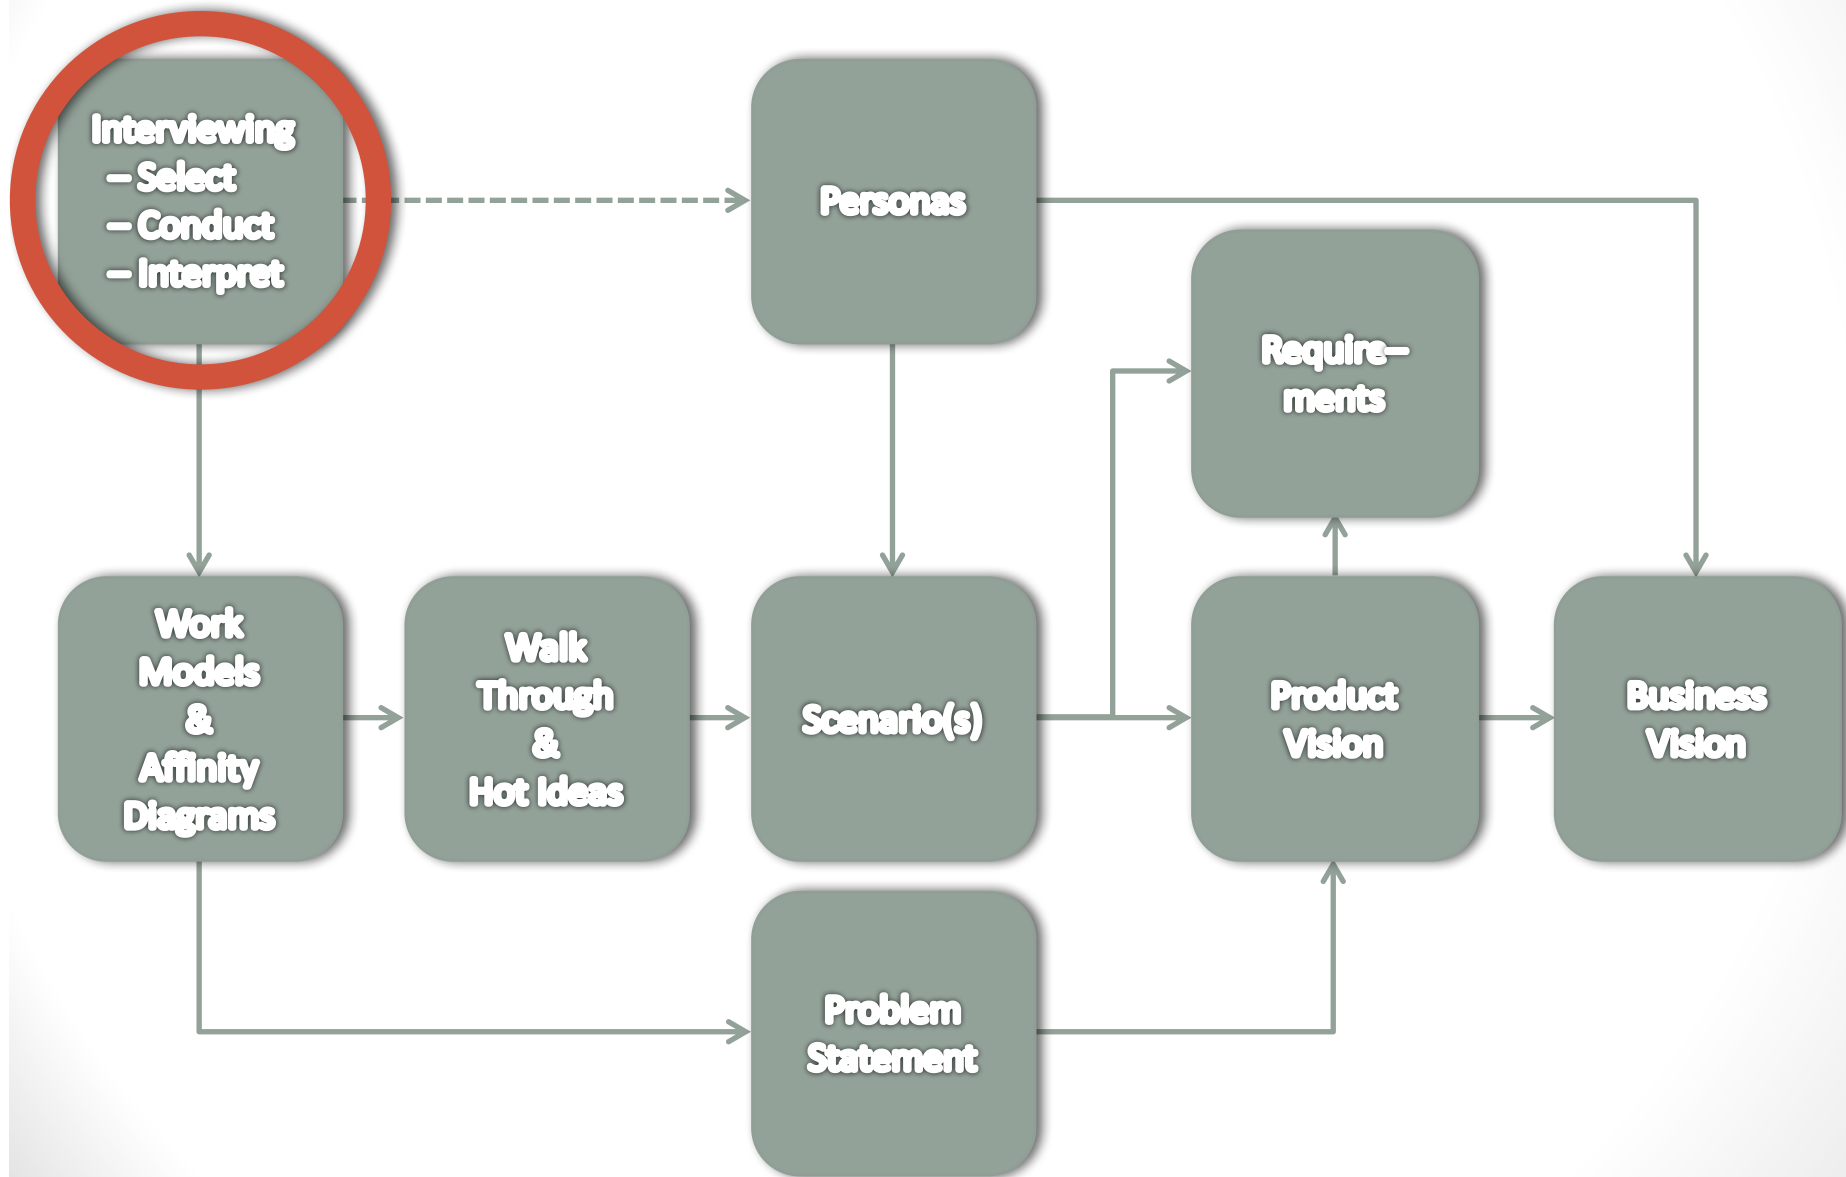 Interviewing
– Select
– Conduct
– Interpret
Personas
Require–
ments
Work
Models
&
Affinity
Diagrams
Walk
Through
&
Hot Ideas
Scenario(s)
Product
Vision
Business
Vision
Problem
Statement